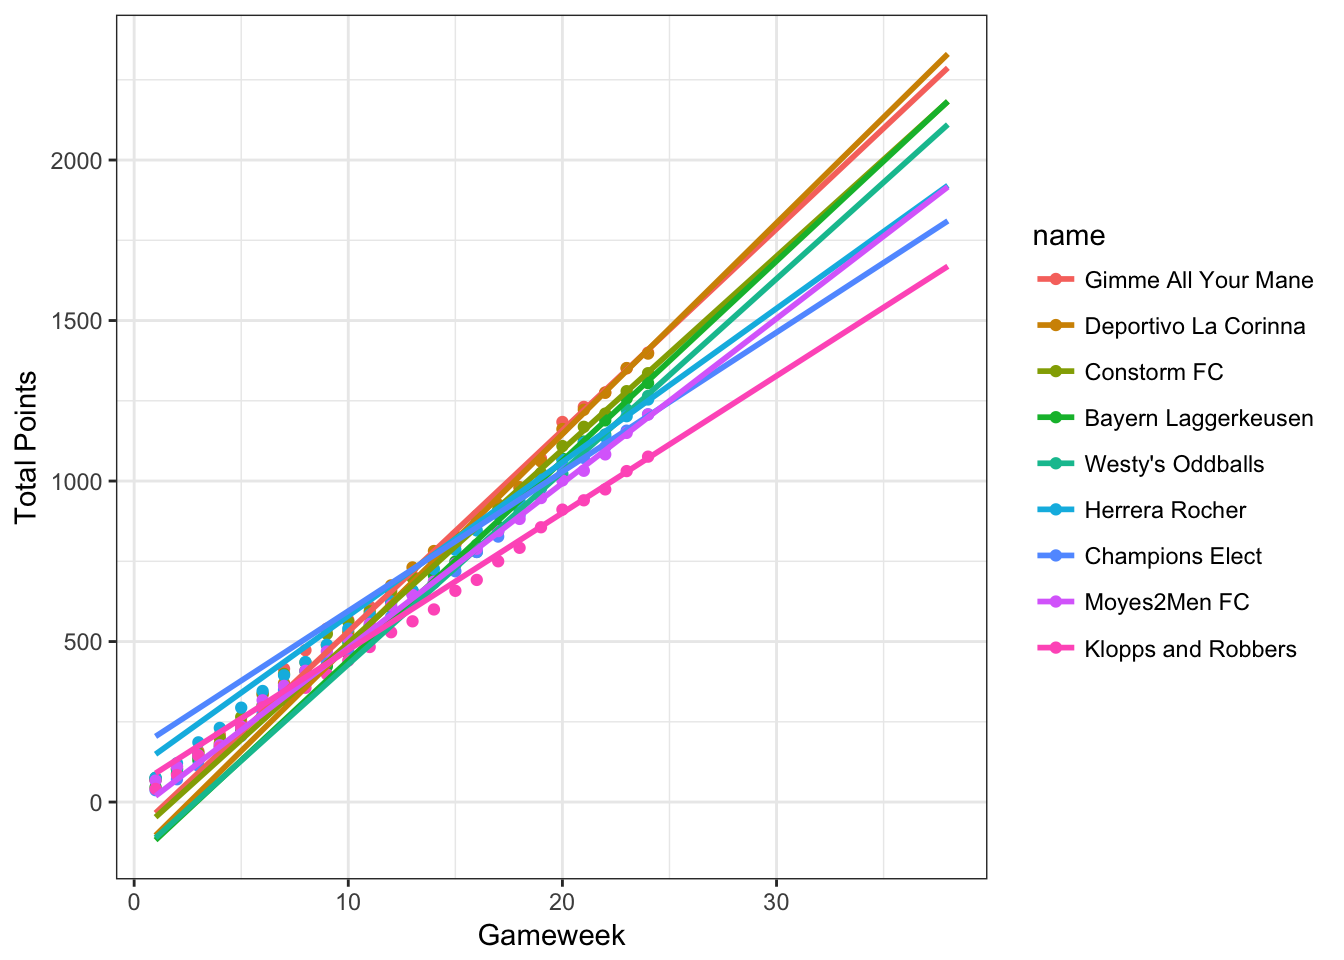 2000
1500
1000
500
0
Total Points
0
10
20
30
Gameweek
name
Gimme All Your Mane
Deportivo La Corinna
Constorm FC
Bayern Laggerkeusen
Westy's Oddballs
Herrera Rocher
Champions Elect
Moyes2Men FC
Klopps and Robbers